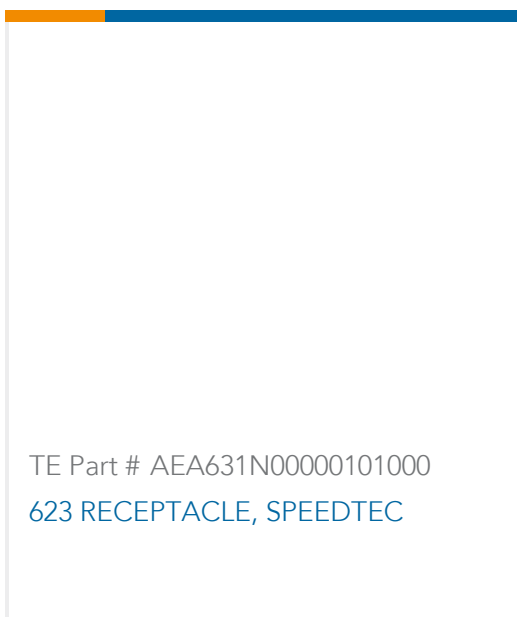 TE Part # AEA631N00000101000
623 RECEPTACLE, SPEEDTEC